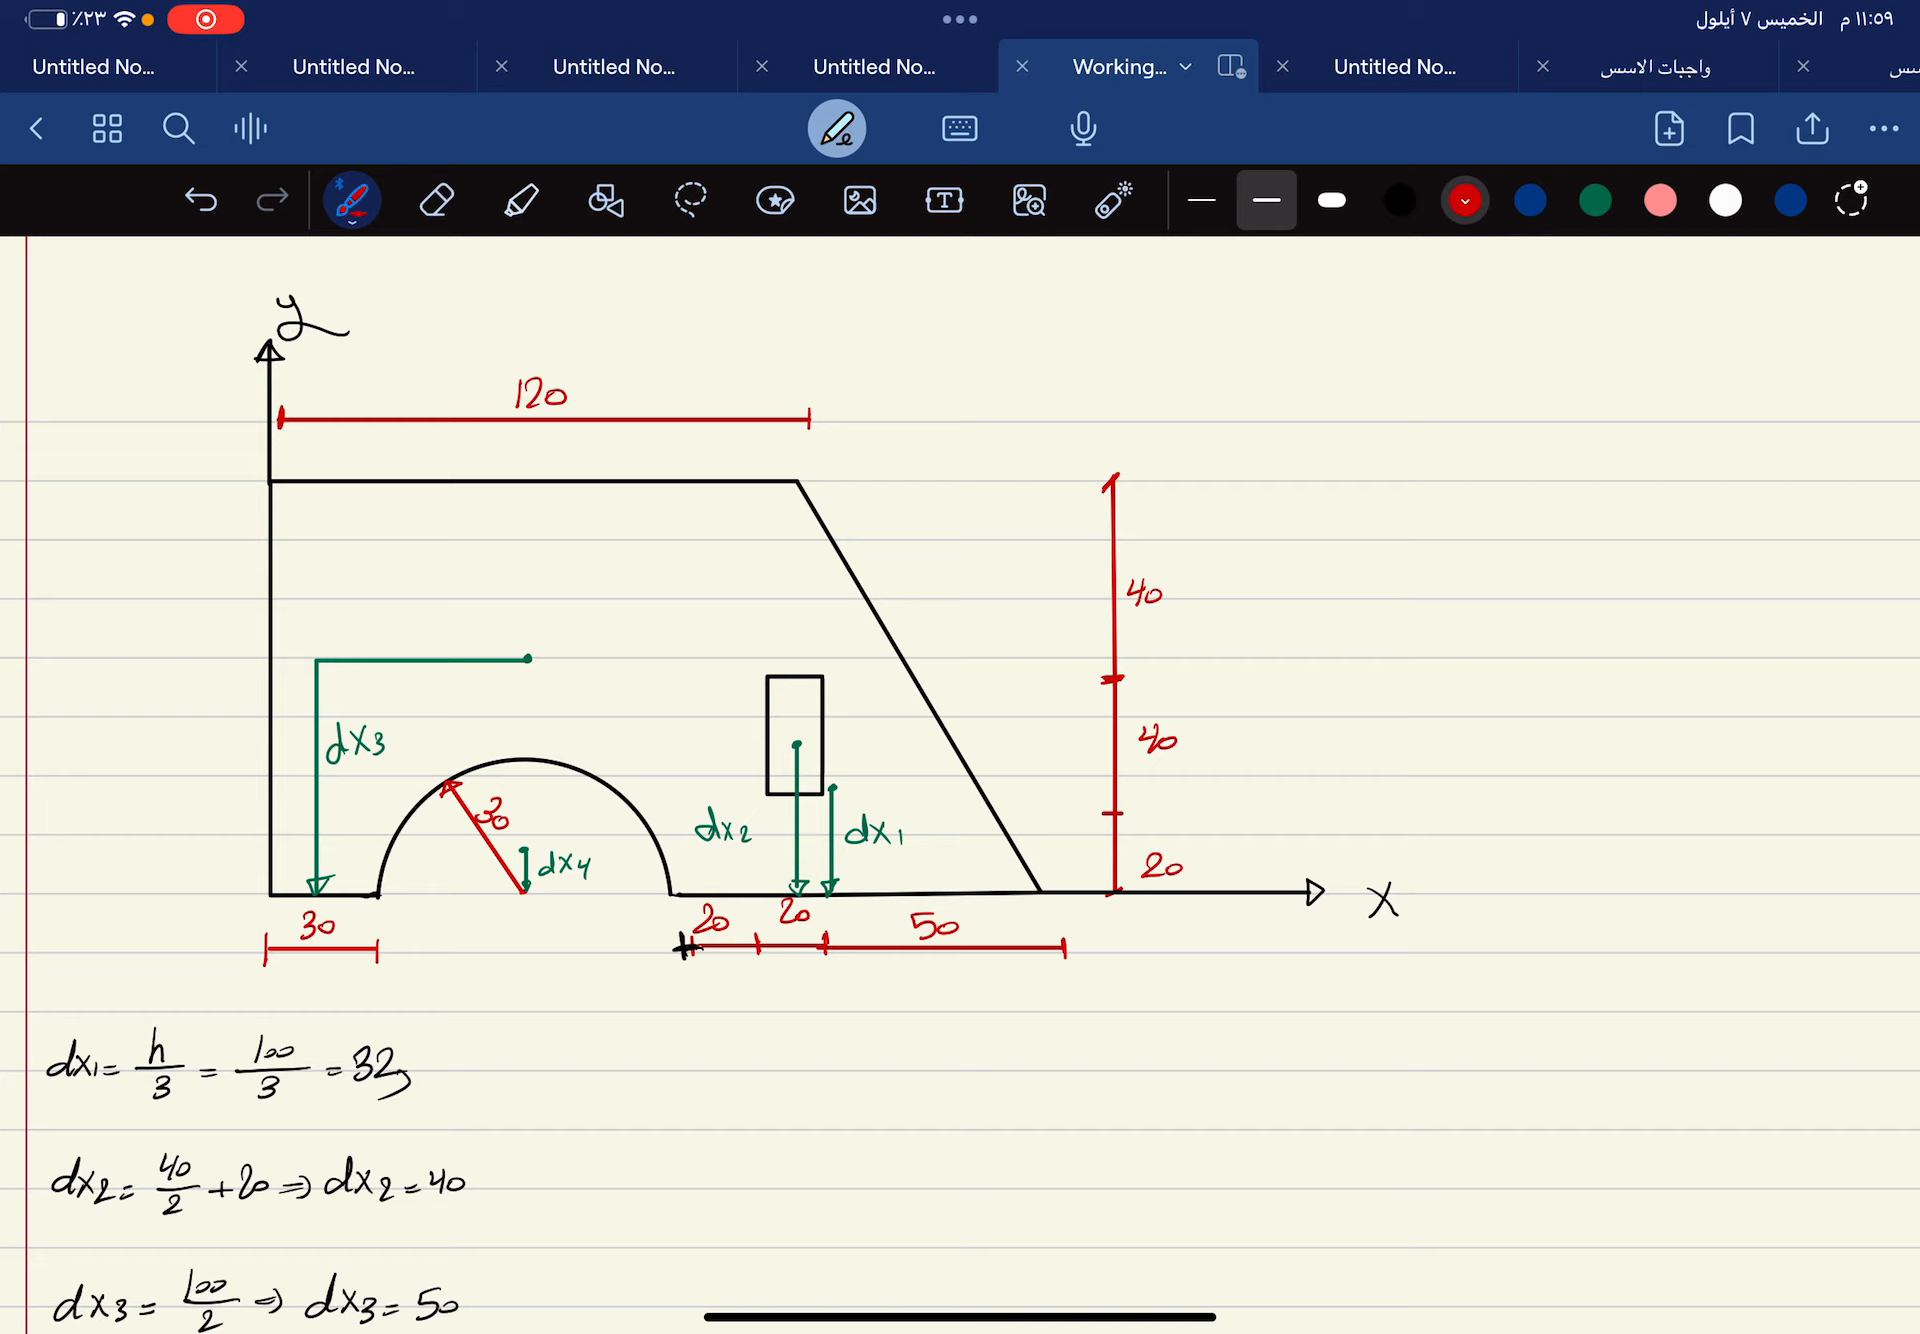 ٪٢٣
١١:٥٩ م الخميس ٧ أيلول
Untitled No... Untitled No... Untitled No... Untitled No... Working... Untitled No... واجبات الاسس
y
120
40
dx3
40
30
dx2
dx1
dx4
20
x
30
20
20
50
dx1 = h/3 = 100/3 = 32
dx2 = 40/2 + 20 ⇒ dx2 = 40
dx3 = 100/2 ⇒ dx3 = 50